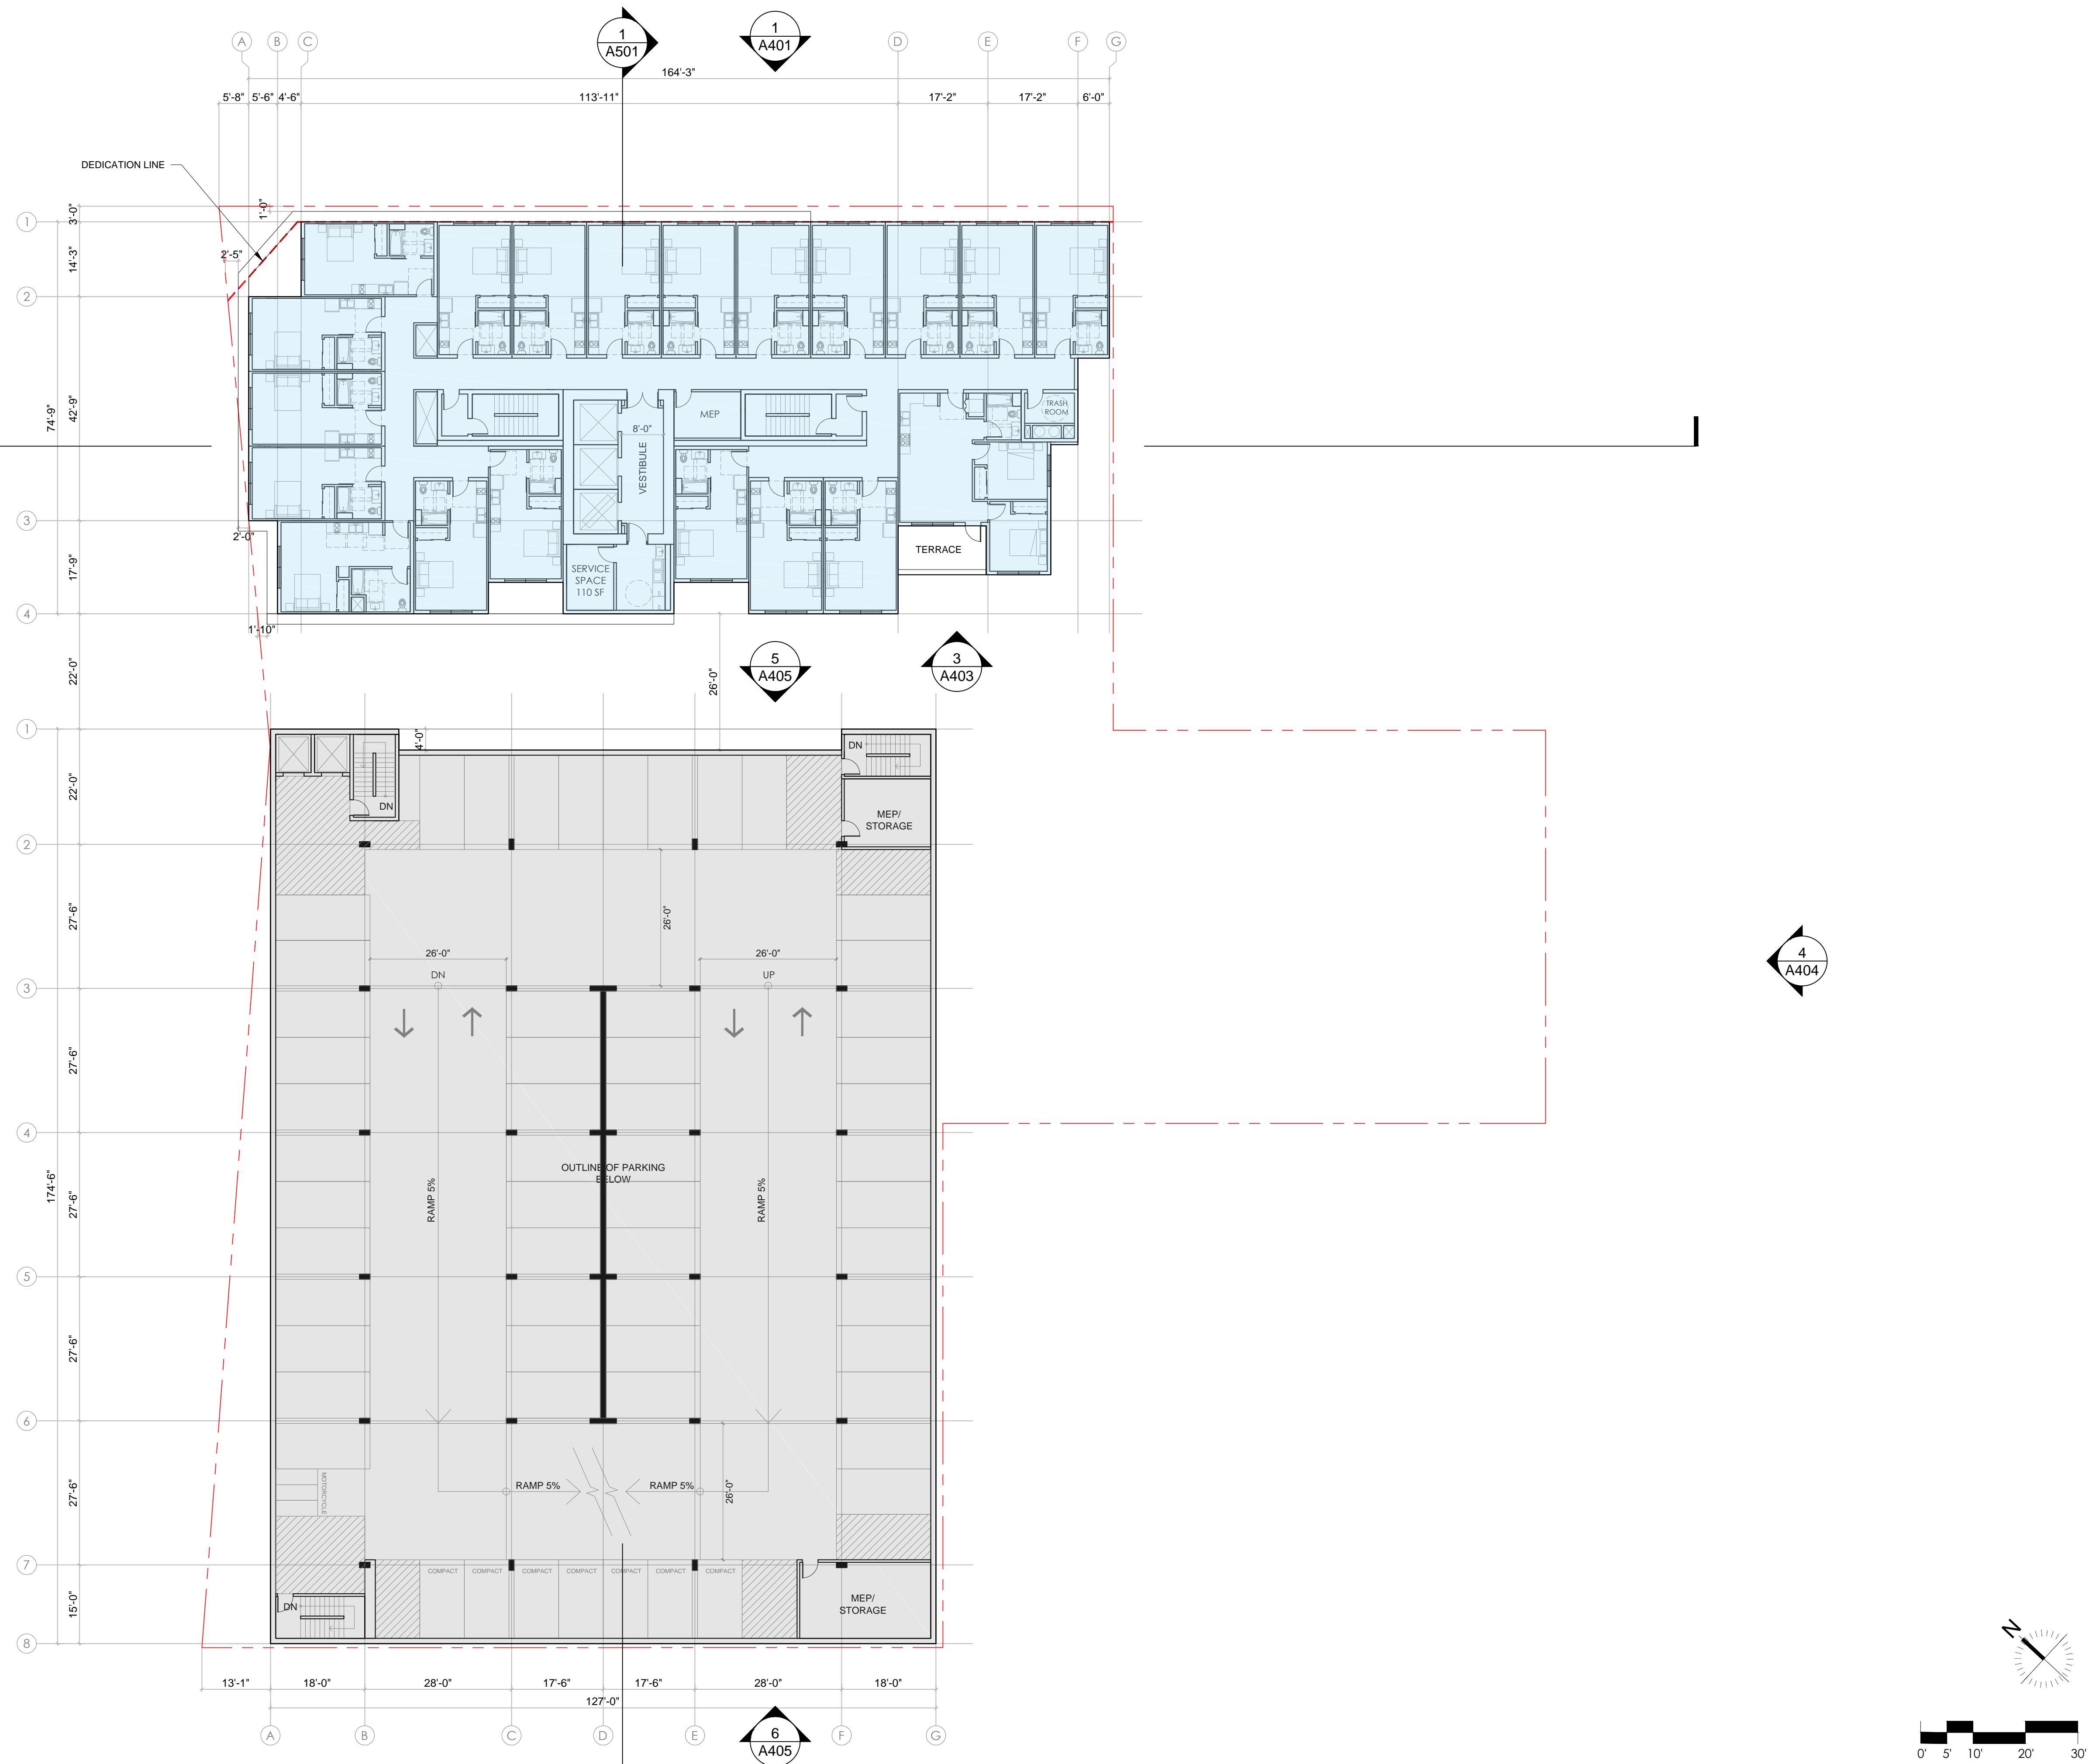 1
A501
1
A401
A
B
C
D
E
F
G
164'-3"
5'-8"
5'-6"
4'-6"
113'-11"
17'-2"
17'-2"
6'-0"
DEDICATION LINE
3'-0"
1'-0"
1
14'-3"
2'-5"
2
74'-9"
42'-9"
MEP
8'-0"
VESTIBULE
TRASH
ROOM
3
2'-0"
17'-9"
TERRACE
SERVICE
SPACE
110 SF
4
1'-10"
22'-0"
26'-0"
5
A405
3
A403
1
4'-0"
DN
22'-0"
DN
MEP/
STORAGE
2
27'-6"
26'-0"
26'-0"
26'-0"
DN
UP
3
4
A404
27'-6"
4
OUTLINE OF PARKING
BELOW
174'-6"
27'-6"
RAMP 5%
RAMP 5%
5
27'-6"
6
27'-6"
MOTORCYCLE
RAMP 5%
RAMP 5%
26'-0"
7
COMPACT
COMPACT
COMPACT
COMPACT
COMPACT
COMPACT
COMPACT
15'-0"
DN
MEP/
STORAGE
8
13'-1"
18'-0"
28'-0"
17'-6"
17'-6"
28'-0"
18'-0"
127'-0"
A
B
C
D
E
F
G
6
A405
N
0'
5'
10'
20'
30'